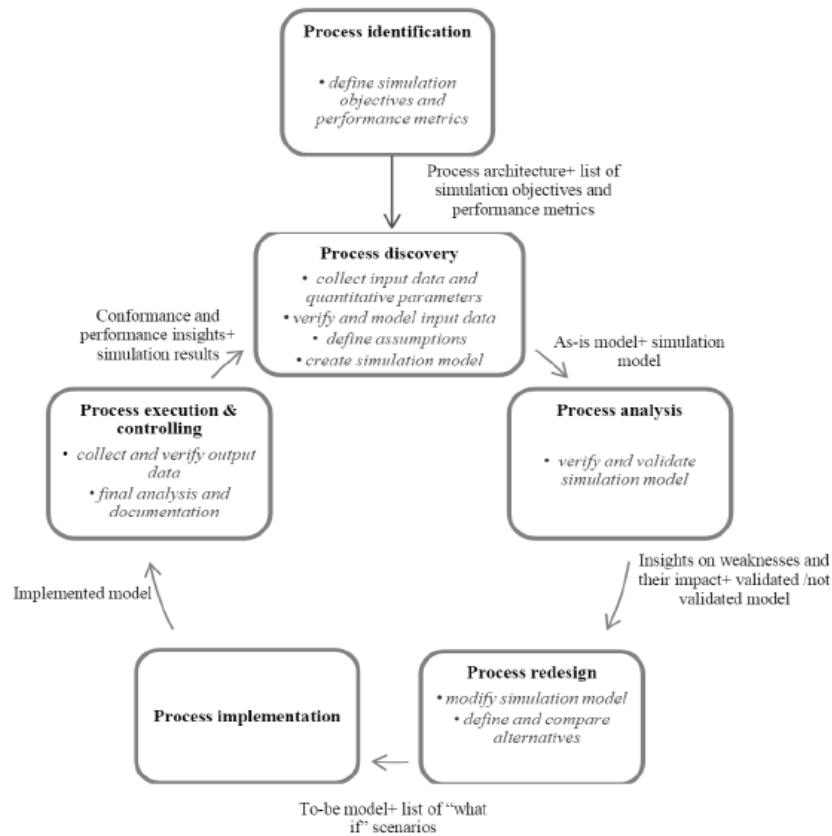 Process identification
• define simulation
objectives and
performance metrics
Process architecture+ list of
simulation objectives and
performance metrics
Process discovery
• collect input data and
quantitative parameters
• verify and model input data
• define assumptions
• create simulation model
Conformance and
performance insights+
simulation results
As-is model+ simulation
model
Process execution &
controlling
• collect and verify output
data
• final analysis and
documentation
Process analysis
• verify and validate
simulation model
Insights on weaknesses and
their impact+ validated /not
validated model
Implemented model
Process implementation
Process redesign
• modify simulation model
• define and compare
alternatives
To-be model+ list of “what
if” scenarios